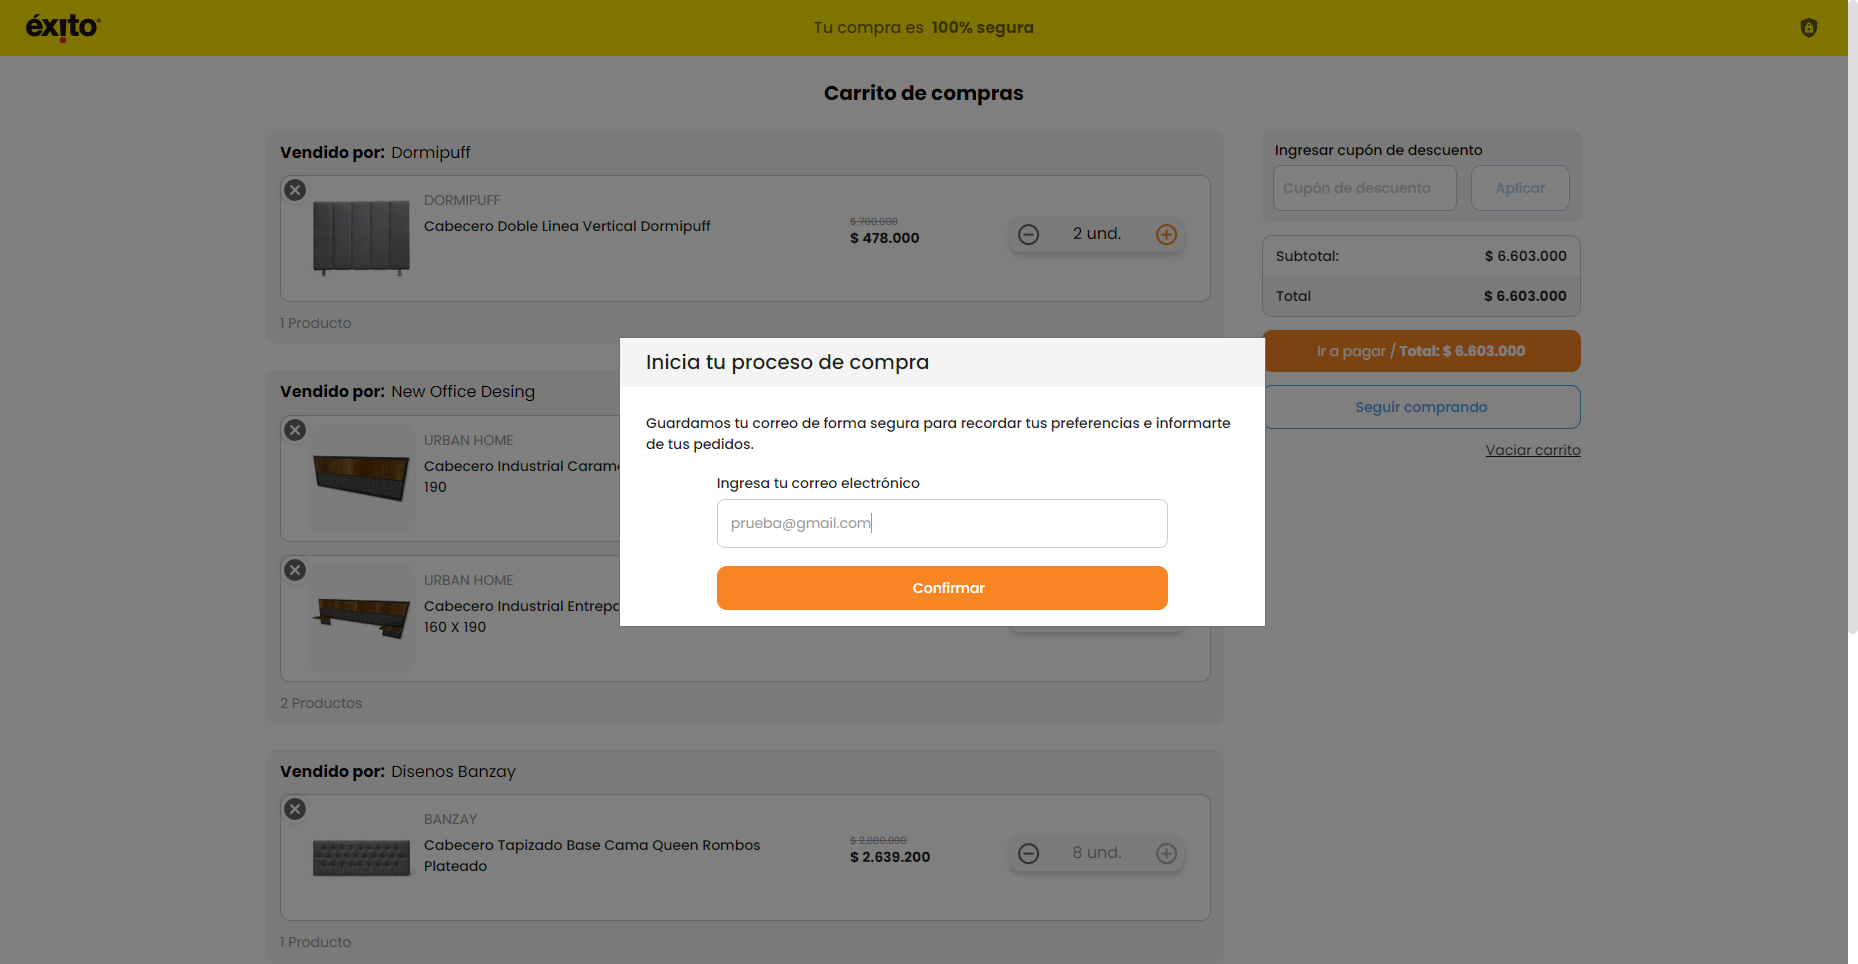 éxito
Tu compra es 100% segura
Carrito de compras
Vendido por: Dormipuff
DORMIPUFF
Cabecero Doble Linea Vertical Dormipuff
$ 700.000
$ 478.000
2 und.
1 Producto
Vendido por: New Office Desing
URBAN HOME
Cabecero Industrial Carame
190
URBAN HOME
Cabecero Industrial Entrepa
160 X 190
2 Productos
Vendido por: Disenos Banzay
BANZAY
Cabecero Tapizado Base Cama Queen Rombos
Plateado
$ 2.880.000
$ 2.639.200
8 und.
1 Producto
Ingresar cupón de descuento
Cupón de descuento
Aplicar
Subtotal: $ 6.603.000
Total $ 6.603.000
Ir a pagar / Total: $ 6.603.000
Seguir comprando
Vaciar carrito
Inicia tu proceso de compra
Guardamos tu correo de forma segura para recordar tus preferencias e informarte
de tus pedidos.
Ingresa tu correo electrónico
prueba@gmail.com
Confirmar